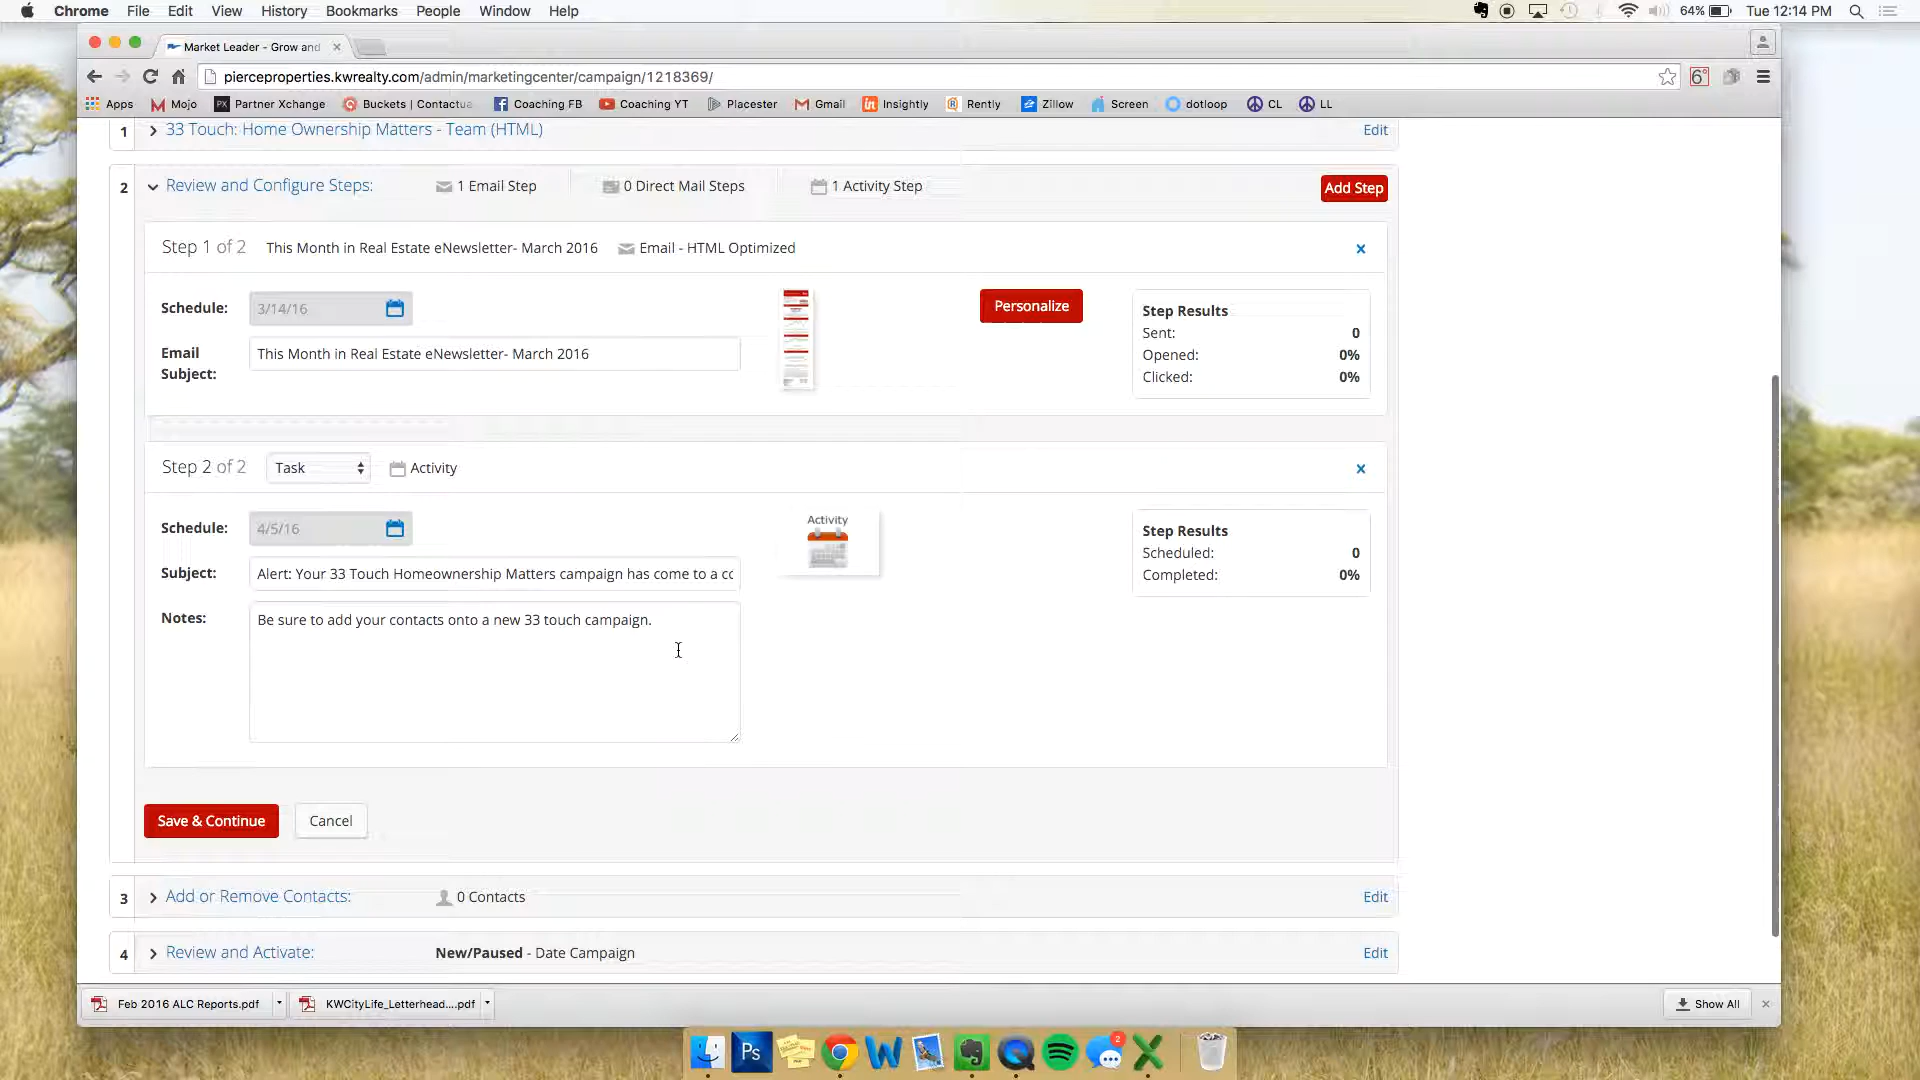 Chrome File Edit View History Bookmarks People Window Help 64% Tue 12:14 PM
Market Leader - Grow and
pierceproperties.kwrealty.com/admin/marketingcenter/campaign/1218369/ 6°
Apps Mojo PX Partner Xchange Buckets | Contactua Coaching FB Coaching YT Placester Gmail in Insightly Rently Zillow Screen dotloop CL LL
1 33 Touch: Home Ownership Matters - Team (HTML) Edit
2 Review and Configure Steps: 1 Email Step 0 Direct Mail Steps 1 Activity Step Add Step
Step 1 of 2 This Month in Real Estate eNewsletter- March 2016 Email - HTML Optimized
Schedule: 3/14/16 Personalize Step Results
Sent: 0
Email Subject: This Month in Real Estate eNewsletter- March 2016 Opened: 0%
Clicked: 0%
Step 2 of 2 Task Activity
Schedule: 4/5/16 Activity Step Results
Scheduled: 0
Subject: Alert: Your 33 Touch Homeownership Matters campaign has come to a cc Completed: 0%
Notes: Be sure to add your contacts onto a new 33 touch campaign.
Save & Continue Cancel
3 Add or Remove Contacts: 0 Contacts Edit
4 Review and Activate: New/Paused - Date Campaign Edit
Feb 2016 ALC Reports.pdf KWCityLife_Letterhead....pdf Show All
Ps W 2 X